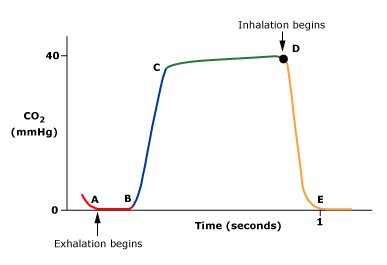 Inhalation begins
D
40
C
CO₂
(mmHg)
A
B
E
0
Time (seconds)
1
Exhalation begins